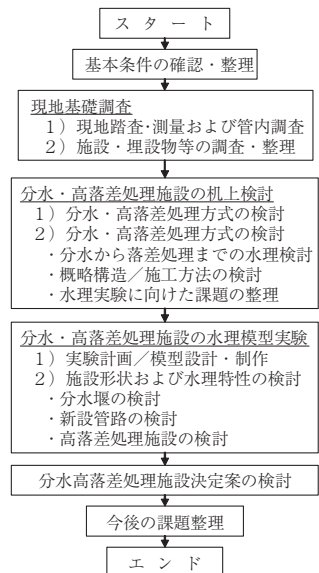 スタート
基本条件の確認・整理
現地基礎調査
1）現地踏査･測量および管内調査
2）施設・埋設物等の調査・整理
分水・高落差処理施設の机上検討
1）分水・高落差処理方式の検討
2）分水・高落差処理方式の検討
・分水から落差処理までの水理検討
・概略構造／施工方法の検討
・水理実験に向けた課題の整理
分水・高落差処理施設の水理模型実験
1）実験計画／模型設計・制作
2）施設形状および水理特性の検討
・分水堰の検討
・新設管路の検討
・高落差処理施設の検討
分水高落差処理施設決定案の検討
今後の課題整理
エンド